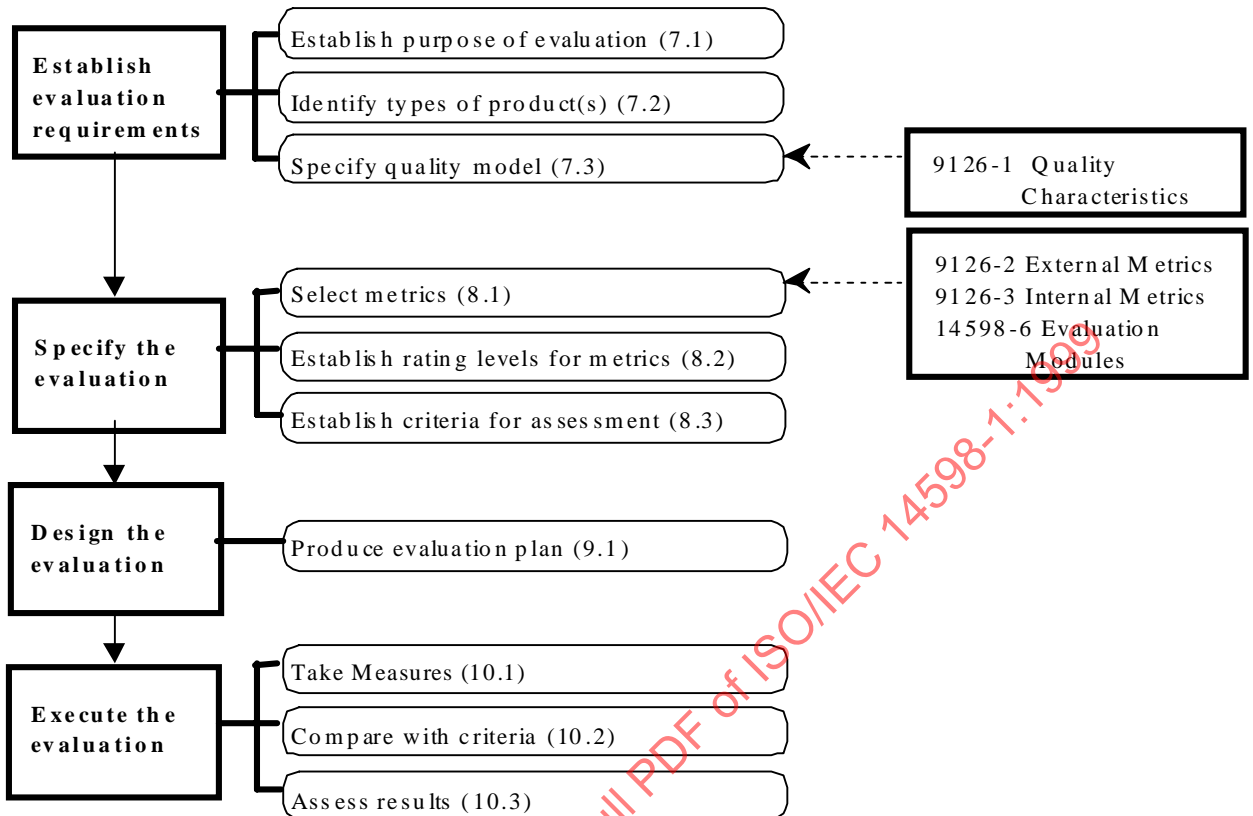 Establish
evaluation
requirements
Establish purpose of evaluation (7.1)
Identify types of product(s) (7.2)
Specify quality model (7.3)
9126-1 Quality
Characteristics
Specify the
evaluation
Select metrics (8.1)
Establish rating levels for metrics (8.2)
Establish criteria for assessment (8.3)
9126-2 External Metrics
9126-3 Internal Metrics
14598-6 Evaluation
Modules
Design the
evaluation
Produce evaluation plan (9.1)
Execute the
evaluation
Take Measures (10.1)
Compare with criteria (10.2)
Assess results (10.3)
full PDF of ISO/IEC 14598-1:1999